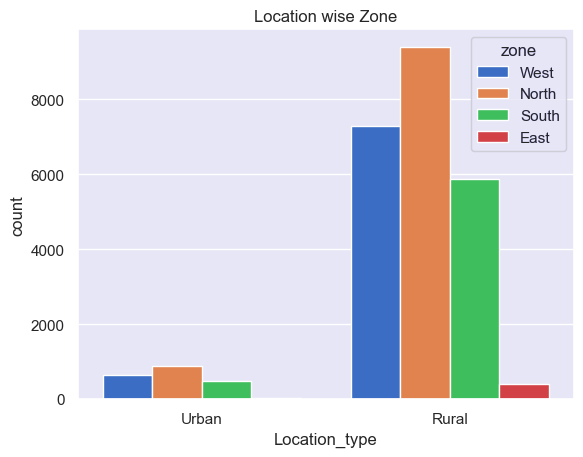 Location wise Zone
zone
West
North
South
East
8000
6000
4000
2000
0
count
Urban
Rural
Location_type